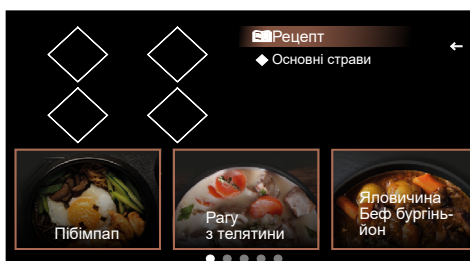 Рецепт
Основні страви
Пібімпап
Рагу
з телятини
Яловичина
Беф бургінь-
йон